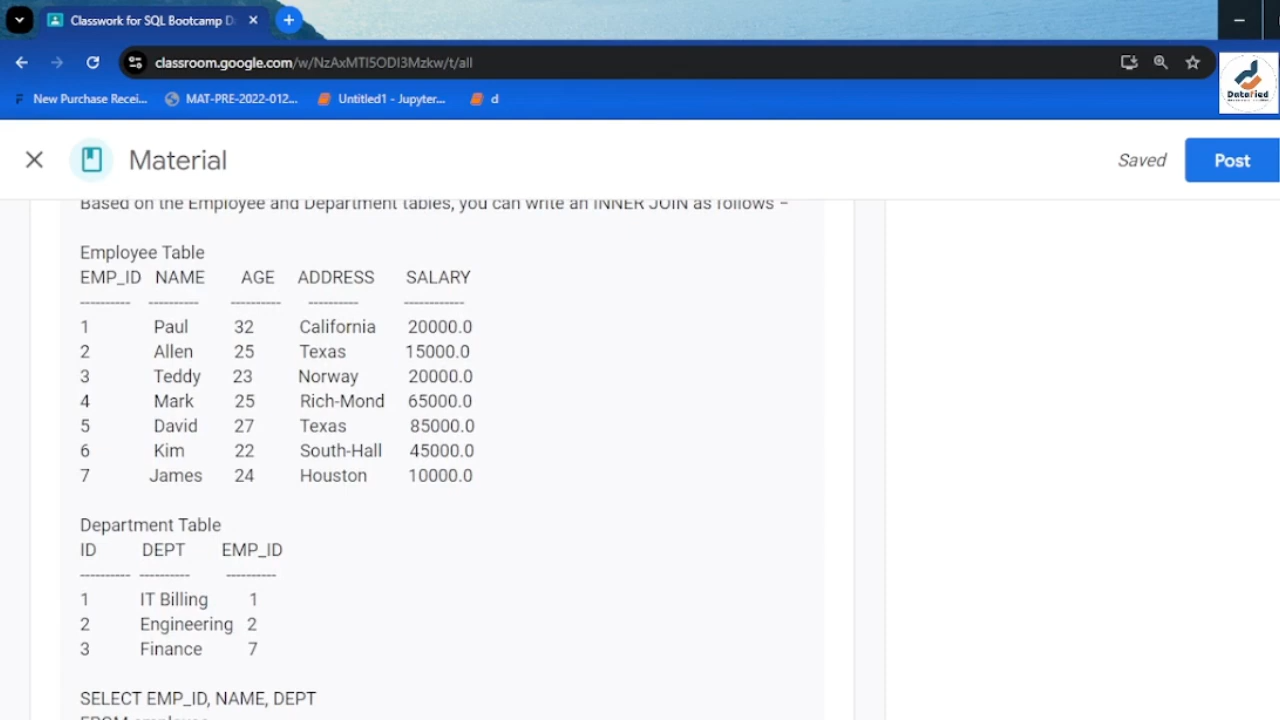 Classwork for SQL Bootcamp D
classroom.google.com/w/NzAxMTI5ODI3Mzkw/t/all
New Purchase Recei... MAT-PRE-2022-012... Untitled1 - Jupyter... d
Datafied
Material Saved Post
Based on the Employee and Department tables, you can write an INNER JOIN as follows −
Employee Table
EMP_ID NAME AGE ADDRESS SALARY
---------- ---------- ---------- ---------- ------------
1 Paul 32 California 20000.0
2 Allen 25 Texas 15000.0
3 Teddy 23 Norway 20000.0
4 Mark 25 Rich-Mond 65000.0
5 David 27 Texas 85000.0
6 Kim 22 South-Hall 45000.0
7 James 24 Houston 10000.0
Department Table
ID DEPT EMP_ID
---------- ---------- ----------
1 IT Billing 1
2 Engineering 2
3 Finance 7
SELECT EMP_ID, NAME, DEPT
FROM employee